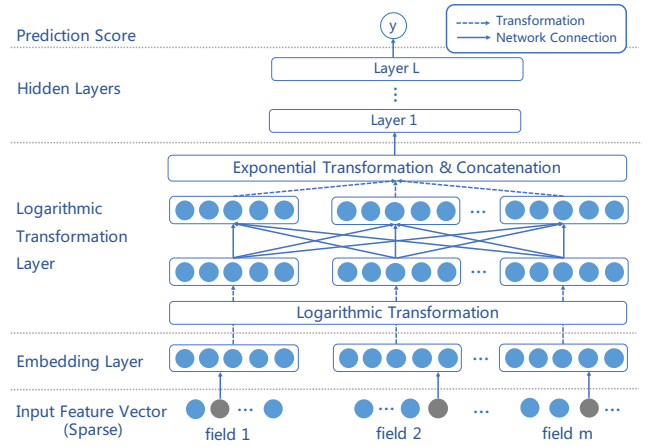 Transformation
Network Connection
y
Prediction Score
Layer L
Hidden Layers
Layer 1
Exponential Transformation & Concatenation
Logarithmic
Transformation
Layer
...
...
Logarithmic Transformation
Embedding Layer
...
Input Feature Vector
(Sparse)
...
...
...
...
field 1
field 2
field m